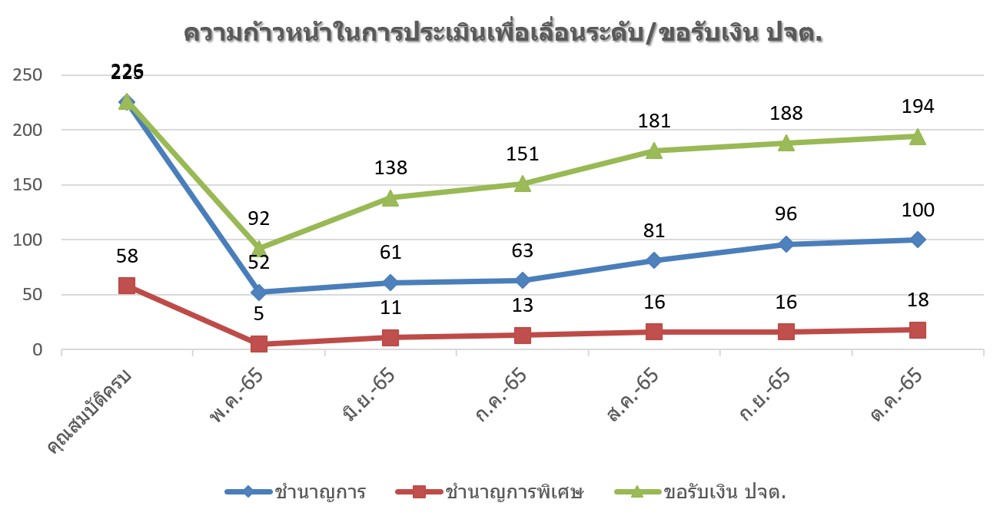 ความก้าวหน้าในการประเมินเพื่อเลื่อนระดับ/ขอรับเงิน ปจต.
250
200
150
100
50
0
58
92
52
5
138
61
11
151
63
13
181
81
16
188
96
16
194
100
18
คุณสมบัติครบ
พ.ค.-65
มิ.ย.-65
ก.ค.-65
ส.ค.-65
ก.ย.-65
ต.ค.-65
ชำนาญการ
ชำนาญการพิเศษ
ขอรับเงิน ปจต.